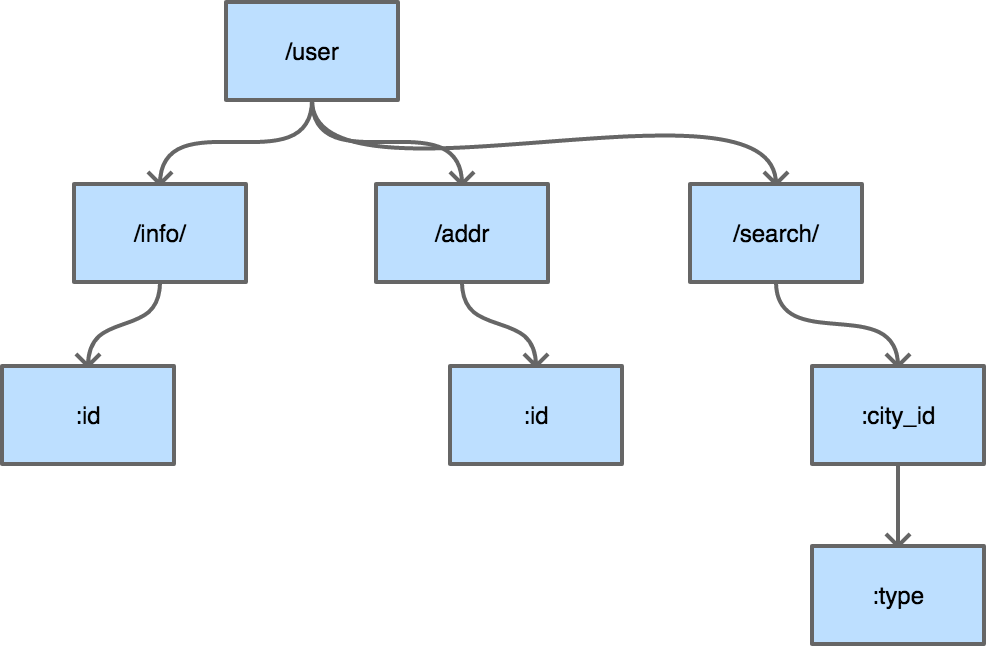 /user
/info/
/addr
/search/
:id
:id
:city_id
:type